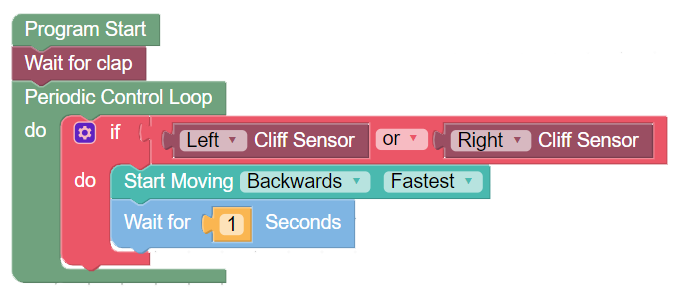 Program Start
Wait for clap
Periodic Control Loop
do if Left Cliff Sensor or Right Cliff Sensor
do Start Moving Backwards Fastest
Wait for 1 Seconds